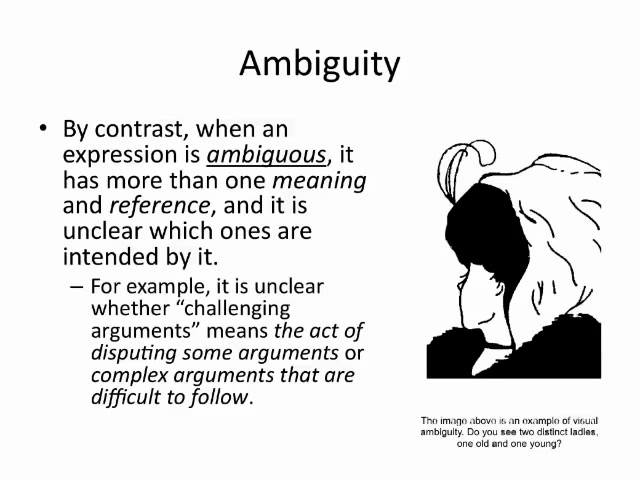 Ambiguity
• By contrast, when an
expression is ambiguous, it
has more than one meaning
and reference, and it is
unclear which ones are
intended by it.
– For example, it is unclear
whether “challenging
arguments” means the act of
disputing some arguments or
complex arguments that are
difficult to follow.
The image above is an example of visual
ambiguity. Do you see two distinct ladies,
one old and one young?